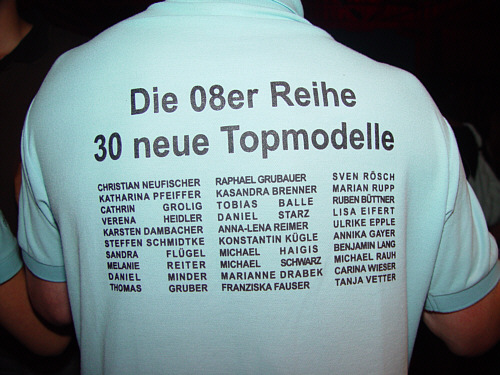 Die 08er Reihe
30 neue Topmodelle
CHRISTIAN NEUFISCHER
KATHARINA PFEIFFER
CATHRIN GROLIG
VERENA HEIDLER
KARSTEN DAMBACHER
STEFFEN SCHMIDTKE
SANDRA FLÜGEL
MELANIE REITER
DANIEL MINDER
THOMAS GRUBER
RAPHAEL GRUBAUER
KASANDRA BRENNER
TOBIAS BALLE
DANIEL STARZ
ANNA-LENA REIMER
KONSTANTIN KÜGLE
MICHAEL HAIGIS
MICHAEL SCHWARZ
MARIANNE DRABEK
FRANZISKA FAUSER
SVEN RÖSCH
MARIAN RUPP
RUBEN BÜTTNER
LISA EIFERT
ULRIKE EPPLE
ANNIKA GAYER
BENJAMIN LANG
MICHAEL RAUH
CARINA WIESER
TANJA VETTER